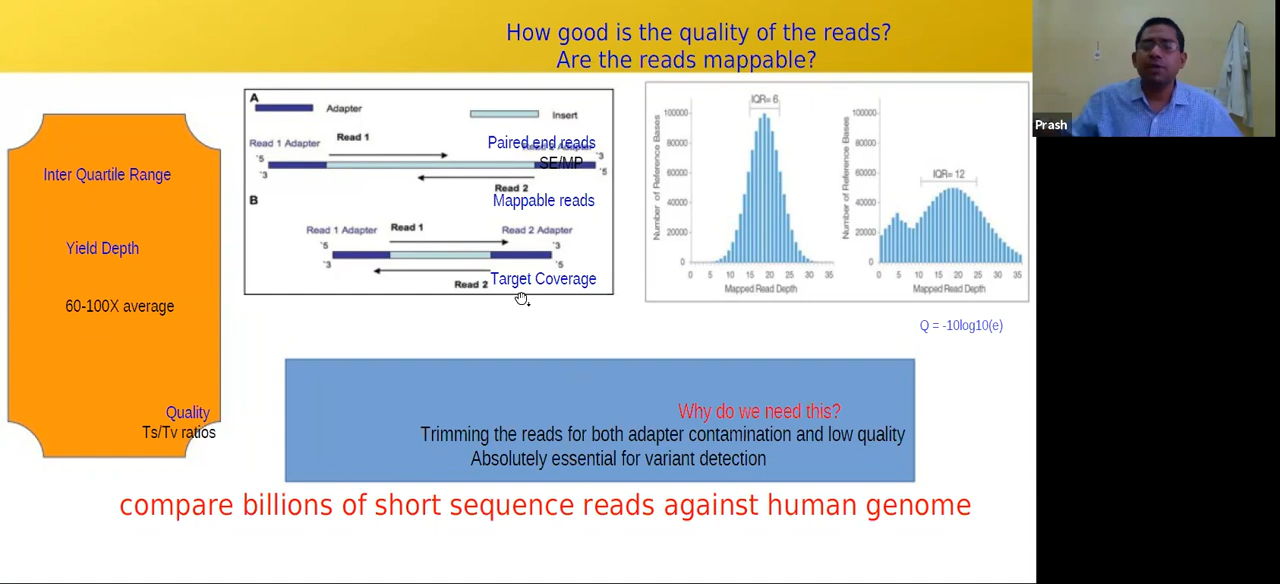 How good is the quality of the reads?
Are the reads mappable?
Prash
Inter Quartile Range
Yield Depth
60-100X average
Quality
Ts/Tv ratios
A
Adapter
Insert
Read 1 Adapter
Read 1
Paired end reads
SE/MP
`5
`3
`3
`5
Read 2
B
Mappable reads
Read 1 Adapter
Read 1
Read 2 Adapter
`5
`3
`3
`5
Read 2
Target Coverage
IQR= 6
Number of Reference Bases
100000
80000
60000
40000
20000
0
0 5 10 15 20 25 30 35
Mapped Read Depth
IQR= 12
Number of Reference Bases
100000
80000
60000
40000
20000
0
0 5 10 15 20 25 30 35
Mapped Read Depth
Q = -10log10(e)
Why do we need this?
Trimming the reads for both adapter contamination and low quality
Absolutely essential for variant detection
compare billions of short sequence reads against human genome